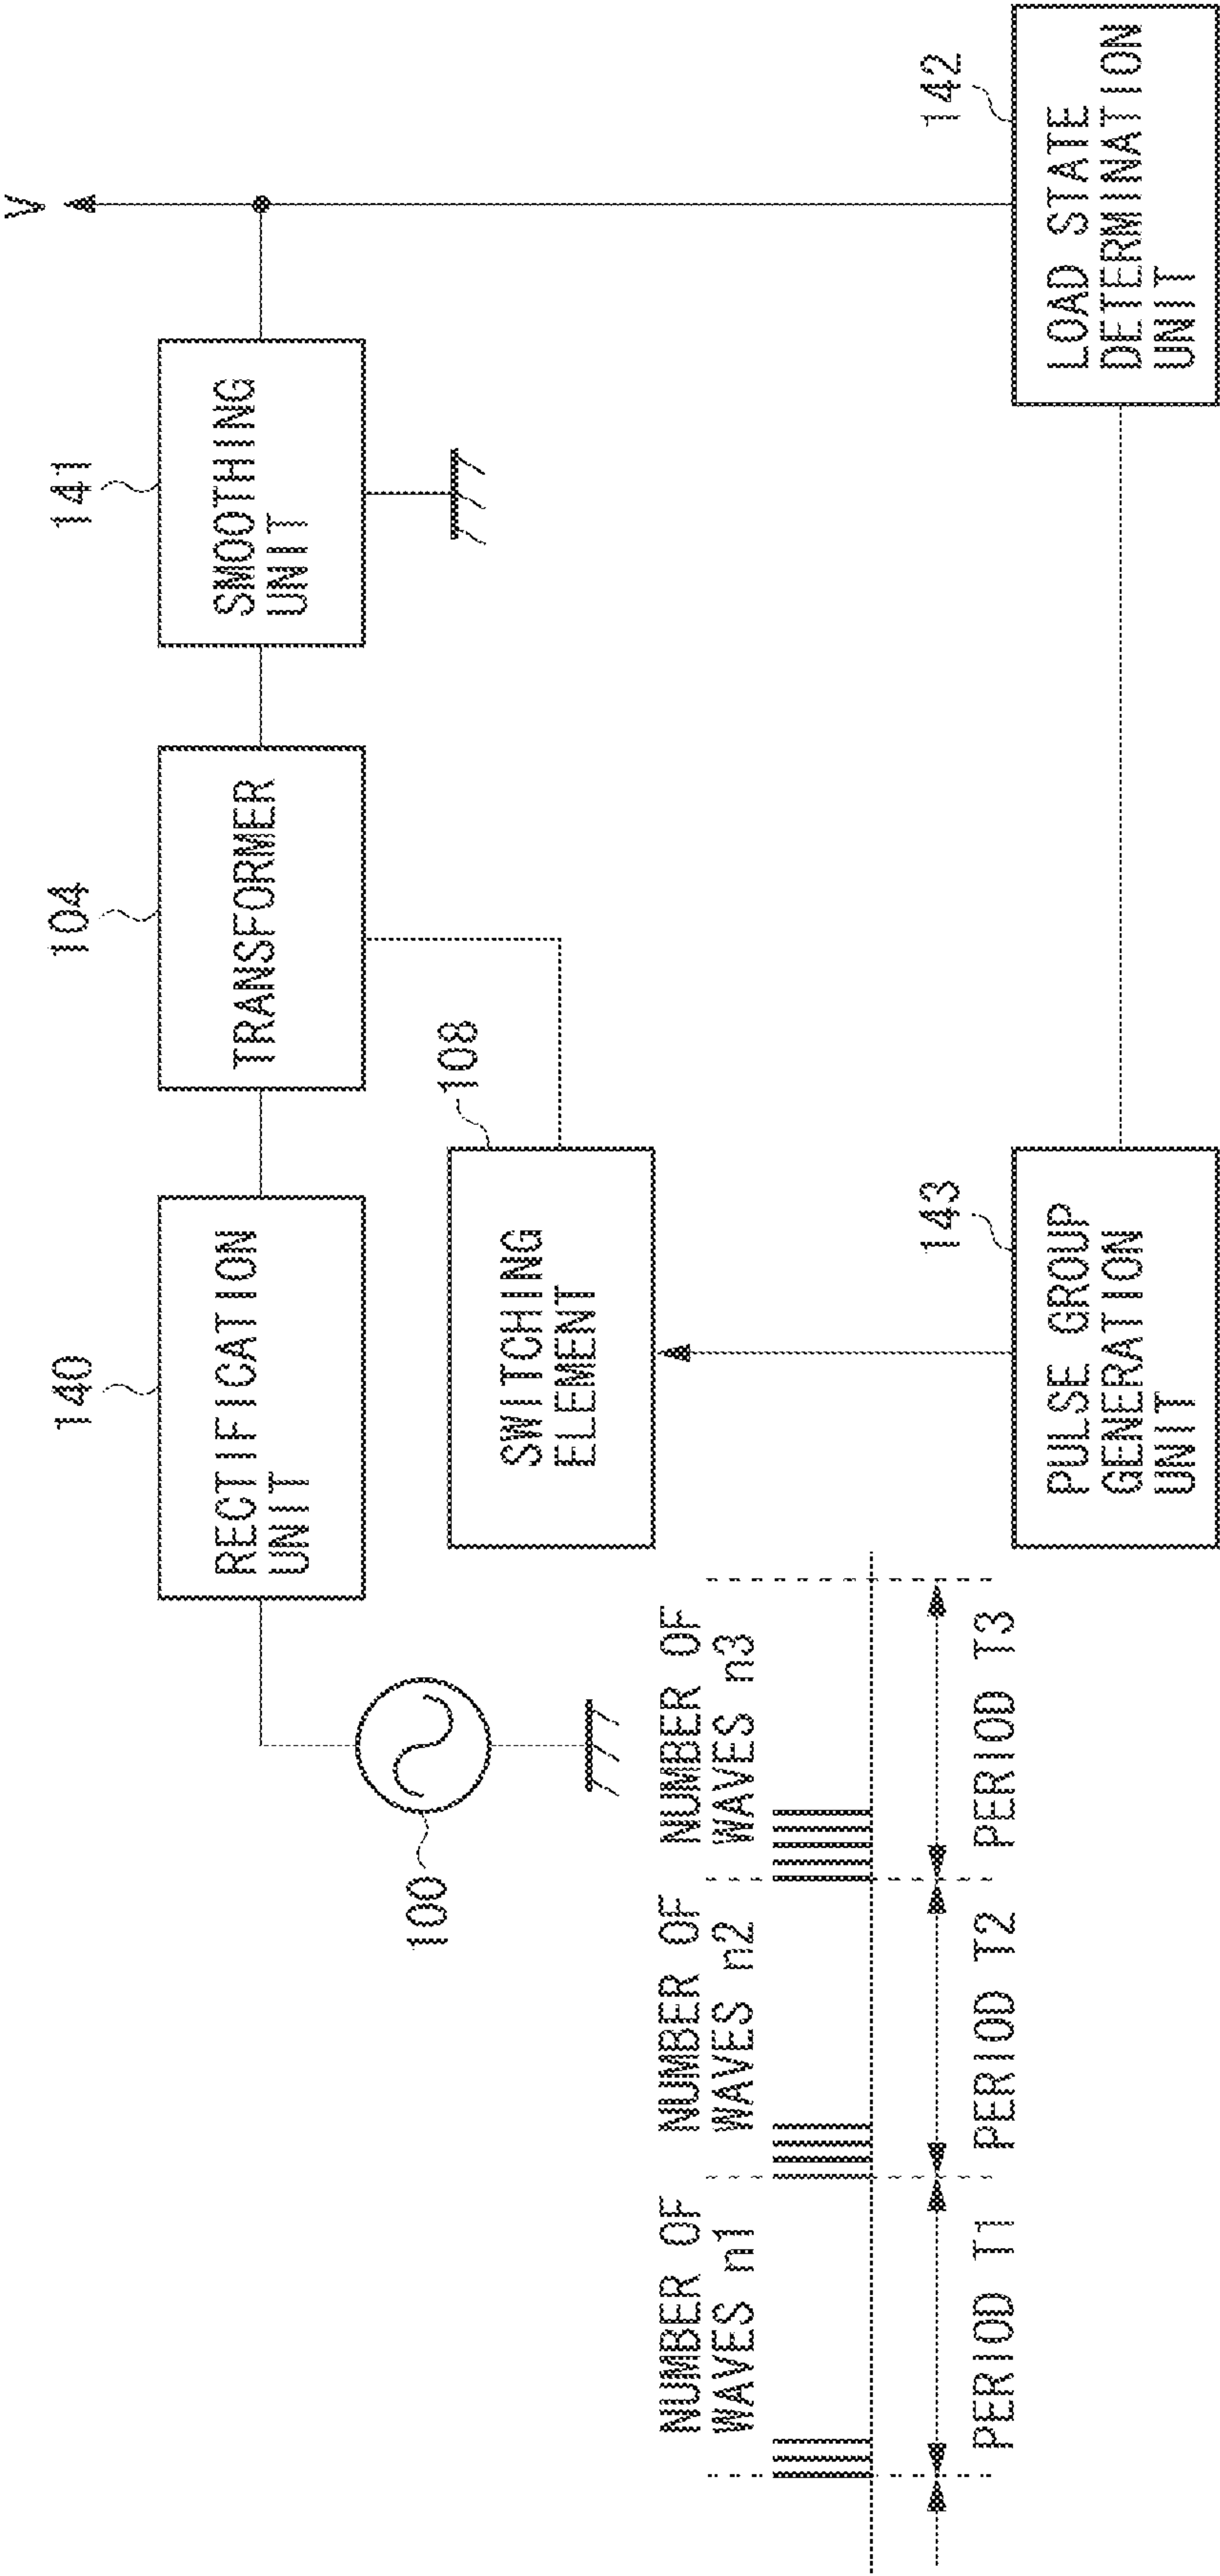 V
140
RECTIFICATION
UNIT
104
TRANSFORMER
141
SMOOTHING
UNIT
100
108
SWITCHING
ELEMENT
NUMBER OF
WAVES n1
NUMBER OF
WAVES n2
NUMBER OF
WAVES n3
PERIOD T1
PERIOD T2
PERIOD T3
143
PULSE GROUP
GENERATION
UNIT
142
LOAD STATE
DETERMINATION
UNIT